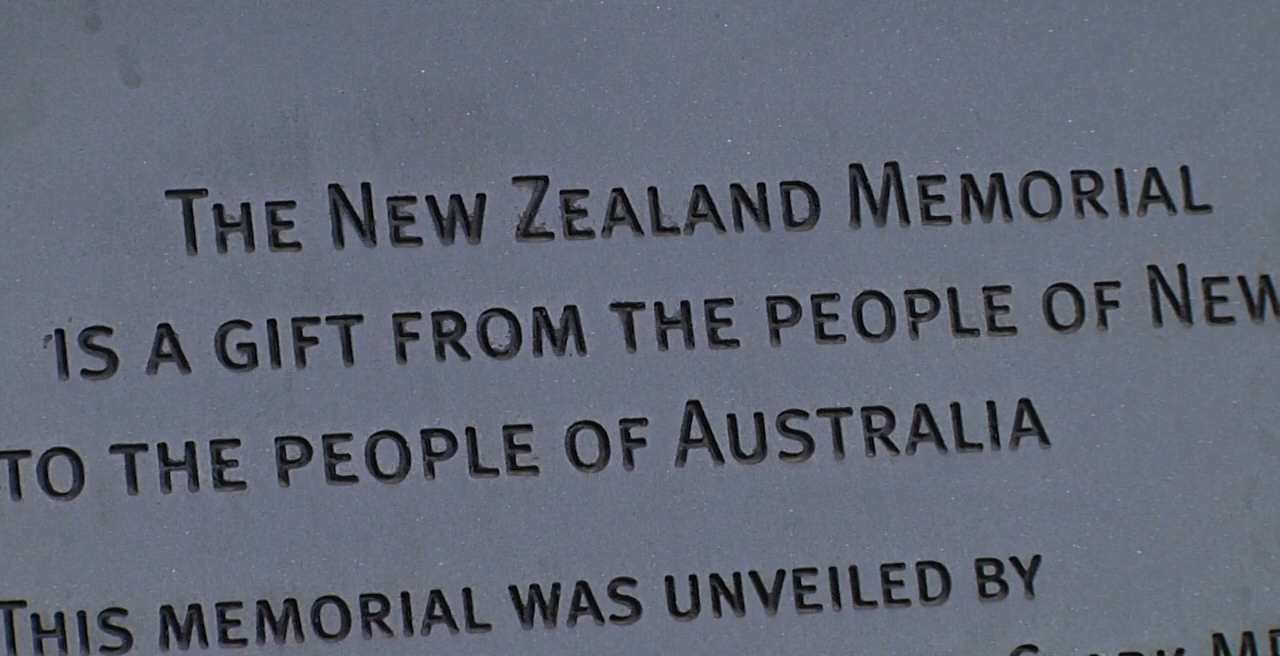 The New Zealand Memorial
is a gift from the people of New
to the people of Australia
This memorial was unveiled by